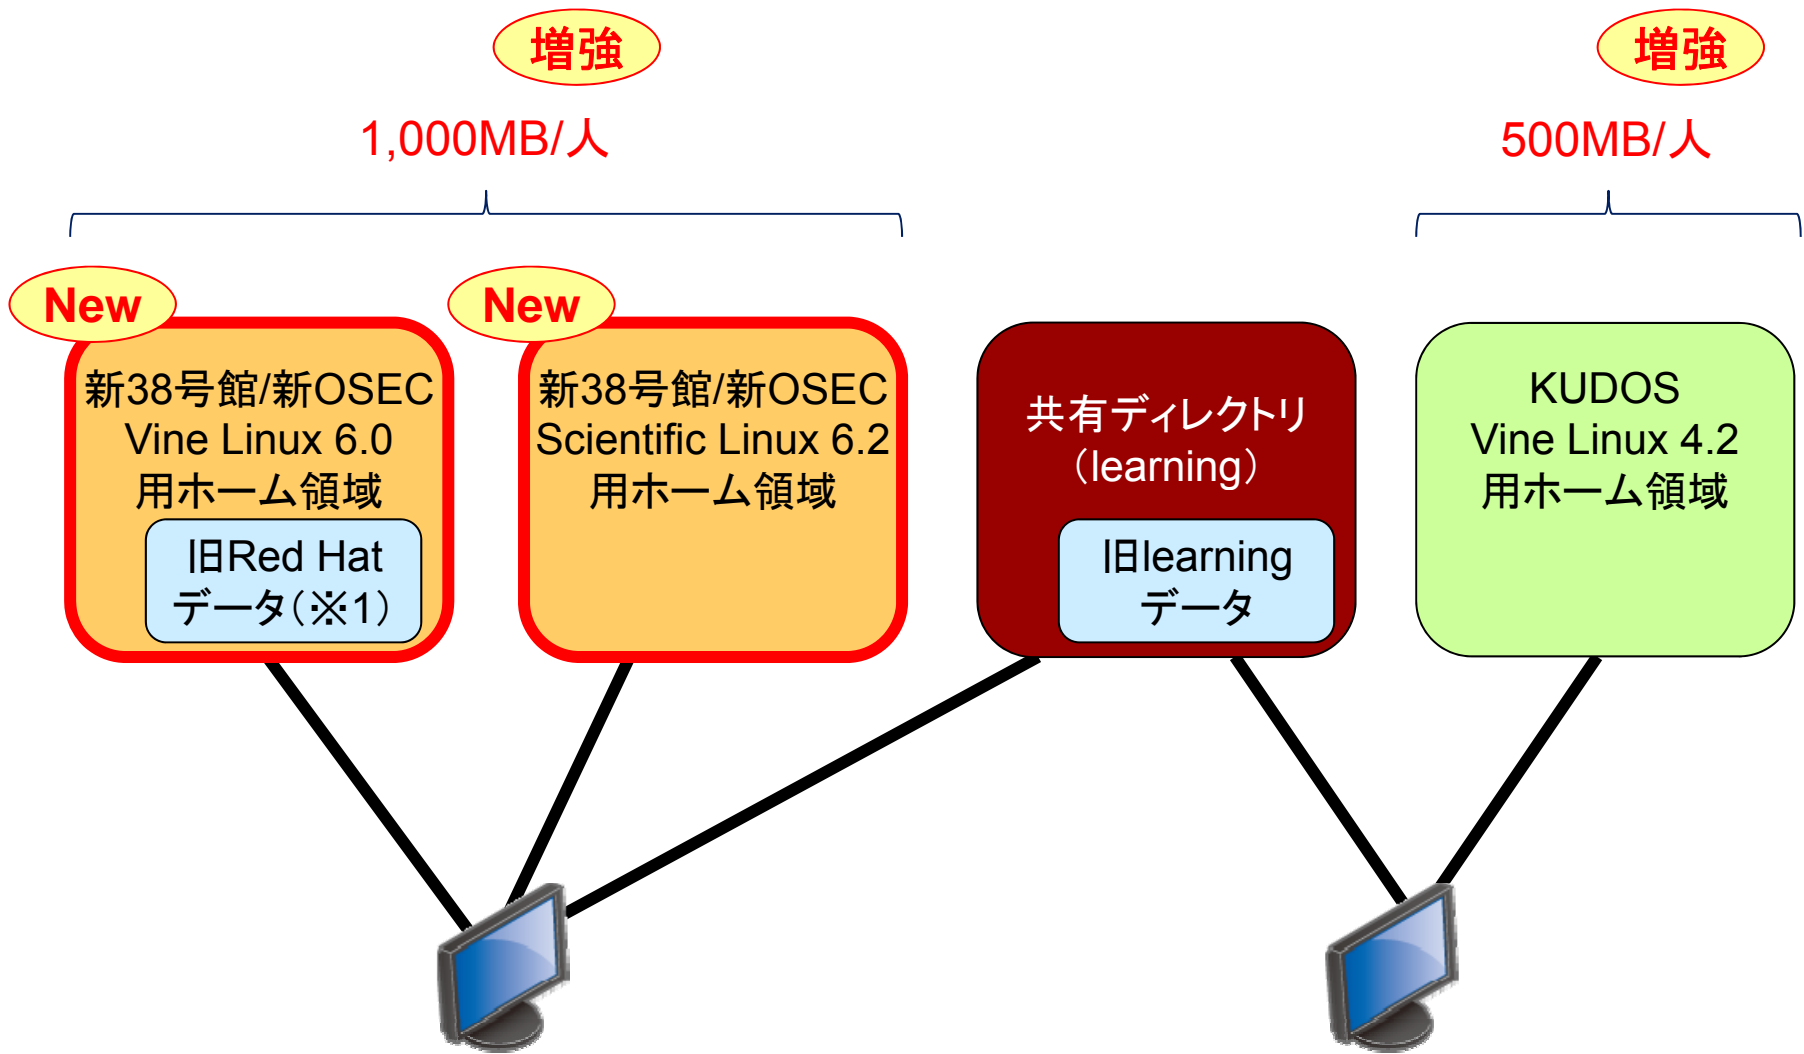 増強
増強
1,000MB/人
500MB/人
New
New
新38号館/新OSEC
Vine Linux 6.0
用ホーム領域
旧Red Hat
データ(※1)
新38号館/新OSEC
Scientific Linux 6.2
用ホーム領域
共有ディレクトリ
(learning)
旧learning
データ
KUDOS
Vine Linux 4.2
用ホーム領域